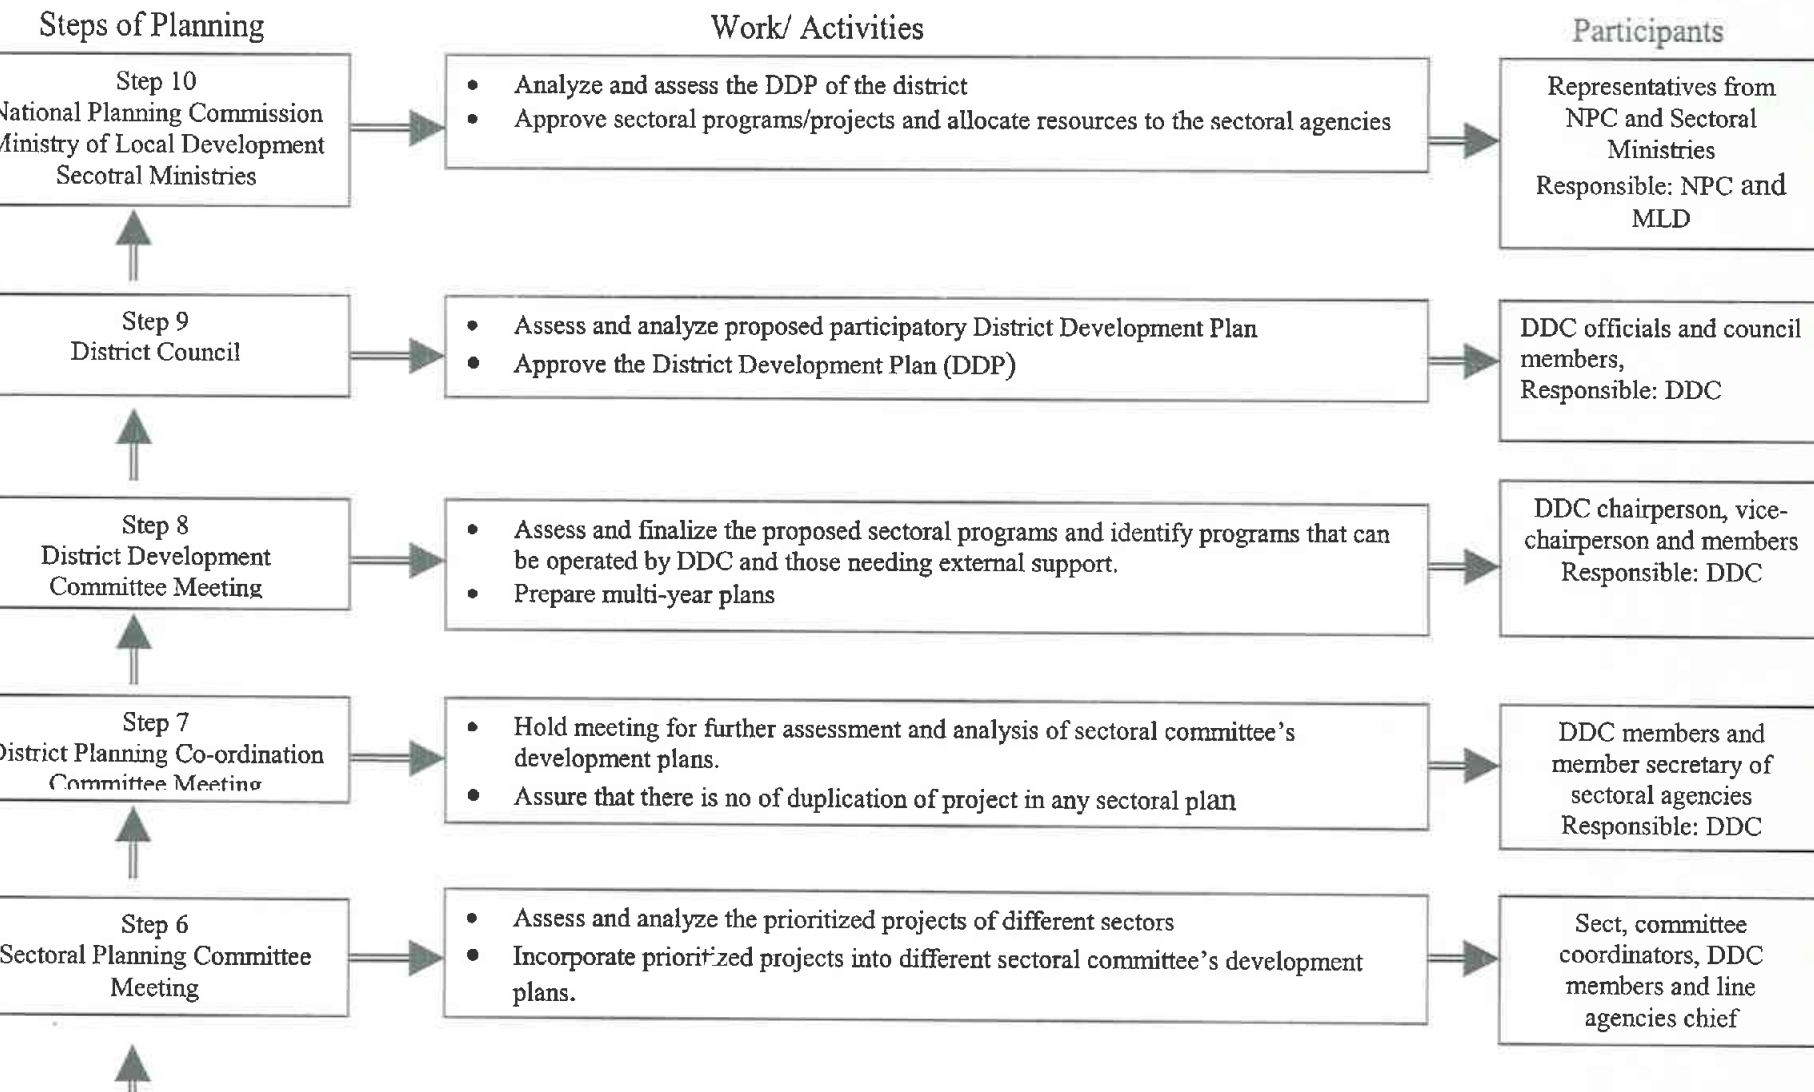 Steps of Planning
Work/ Activities
Participants
Step 10
National Planning Commission
Ministry of Local Development
Secotral Ministries
• Analyze and assess the DDP of the district
• Approve sectoral programs/projects and allocate resources to the sectoral agencies
Representatives from
NPC and Sectoral
Ministries
Responsible: NPC and
MLD
Step 9
District Council
• Assess and analyze proposed participatory District Development Plan
• Approve the District Development Plan (DDP)
DDC officials and council
members,
Responsible: DDC
Step 8
District Development
Committee Meeting
• Assess and finalize the proposed sectoral programs and identify programs that can
be operated by DDC and those needing external support.
• Prepare multi-year plans
DDC chairperson, vice-
chairperson and members
Responsible: DDC
Step 7
District Planning Co-ordination
Committee Meeting
• Hold meeting for further assessment and analysis of sectoral committee's
development plans.
• Assure that there is no of duplication of project in any sectoral plan
DDC members and
member secretary of
sectoral agencies
Responsible: DDC
Step 6
Sectoral Planning Committee
Meeting
• Assess and analyze the prioritized projects of different sectors
• Incorporate prioritized projects into different sectoral committee's development
plans.
Sect, committee
coordinators, DDC
members and line
agencies chief